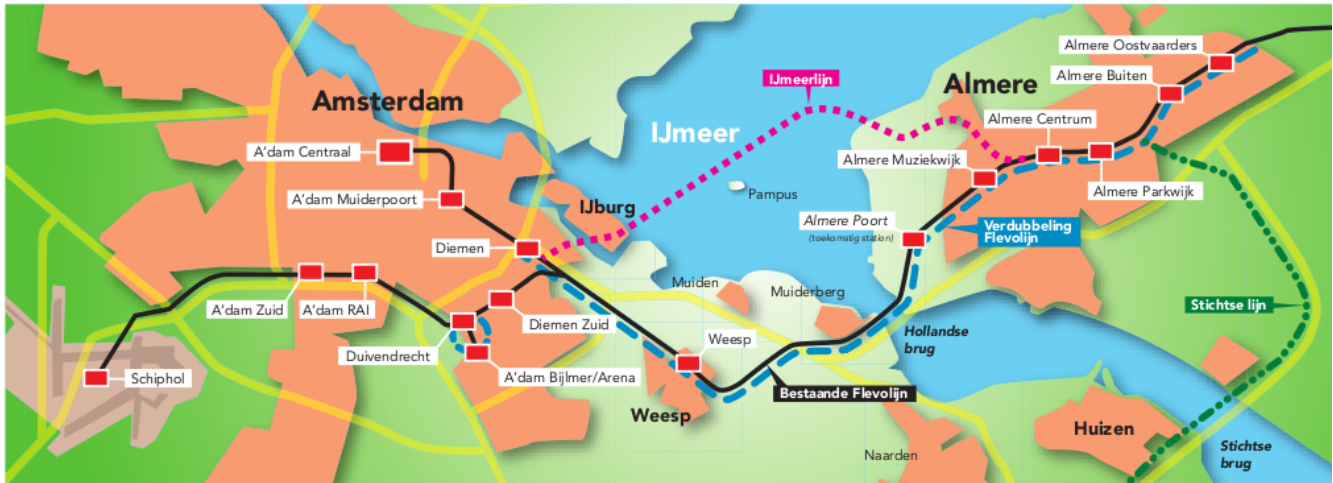 Almere Oostvaarders
Almere Buiten
IJmeerlijn
Almere
Amsterdam
Almere Centrum
IJmeer
A'dam Centraal
Almere Muziekwijk
Almere Parkwijk
A'dam Muiderpoort
Pampus
IJburg
Almere Poort
(toekomstig station)
Verdubbeling
Flevolijn
Diemen
Muiden
Muiderberg
Stichtse lijn
A'dam Zuid
A'dam RAI
Diemen Zuid
Hollandse
brug
Duivendrecht
Weesp
A'dam Bijlmer/Arena
Schiphol
Bestaande Flevolijn
Weesp
Huizen
Naarden
Stichtse
brug